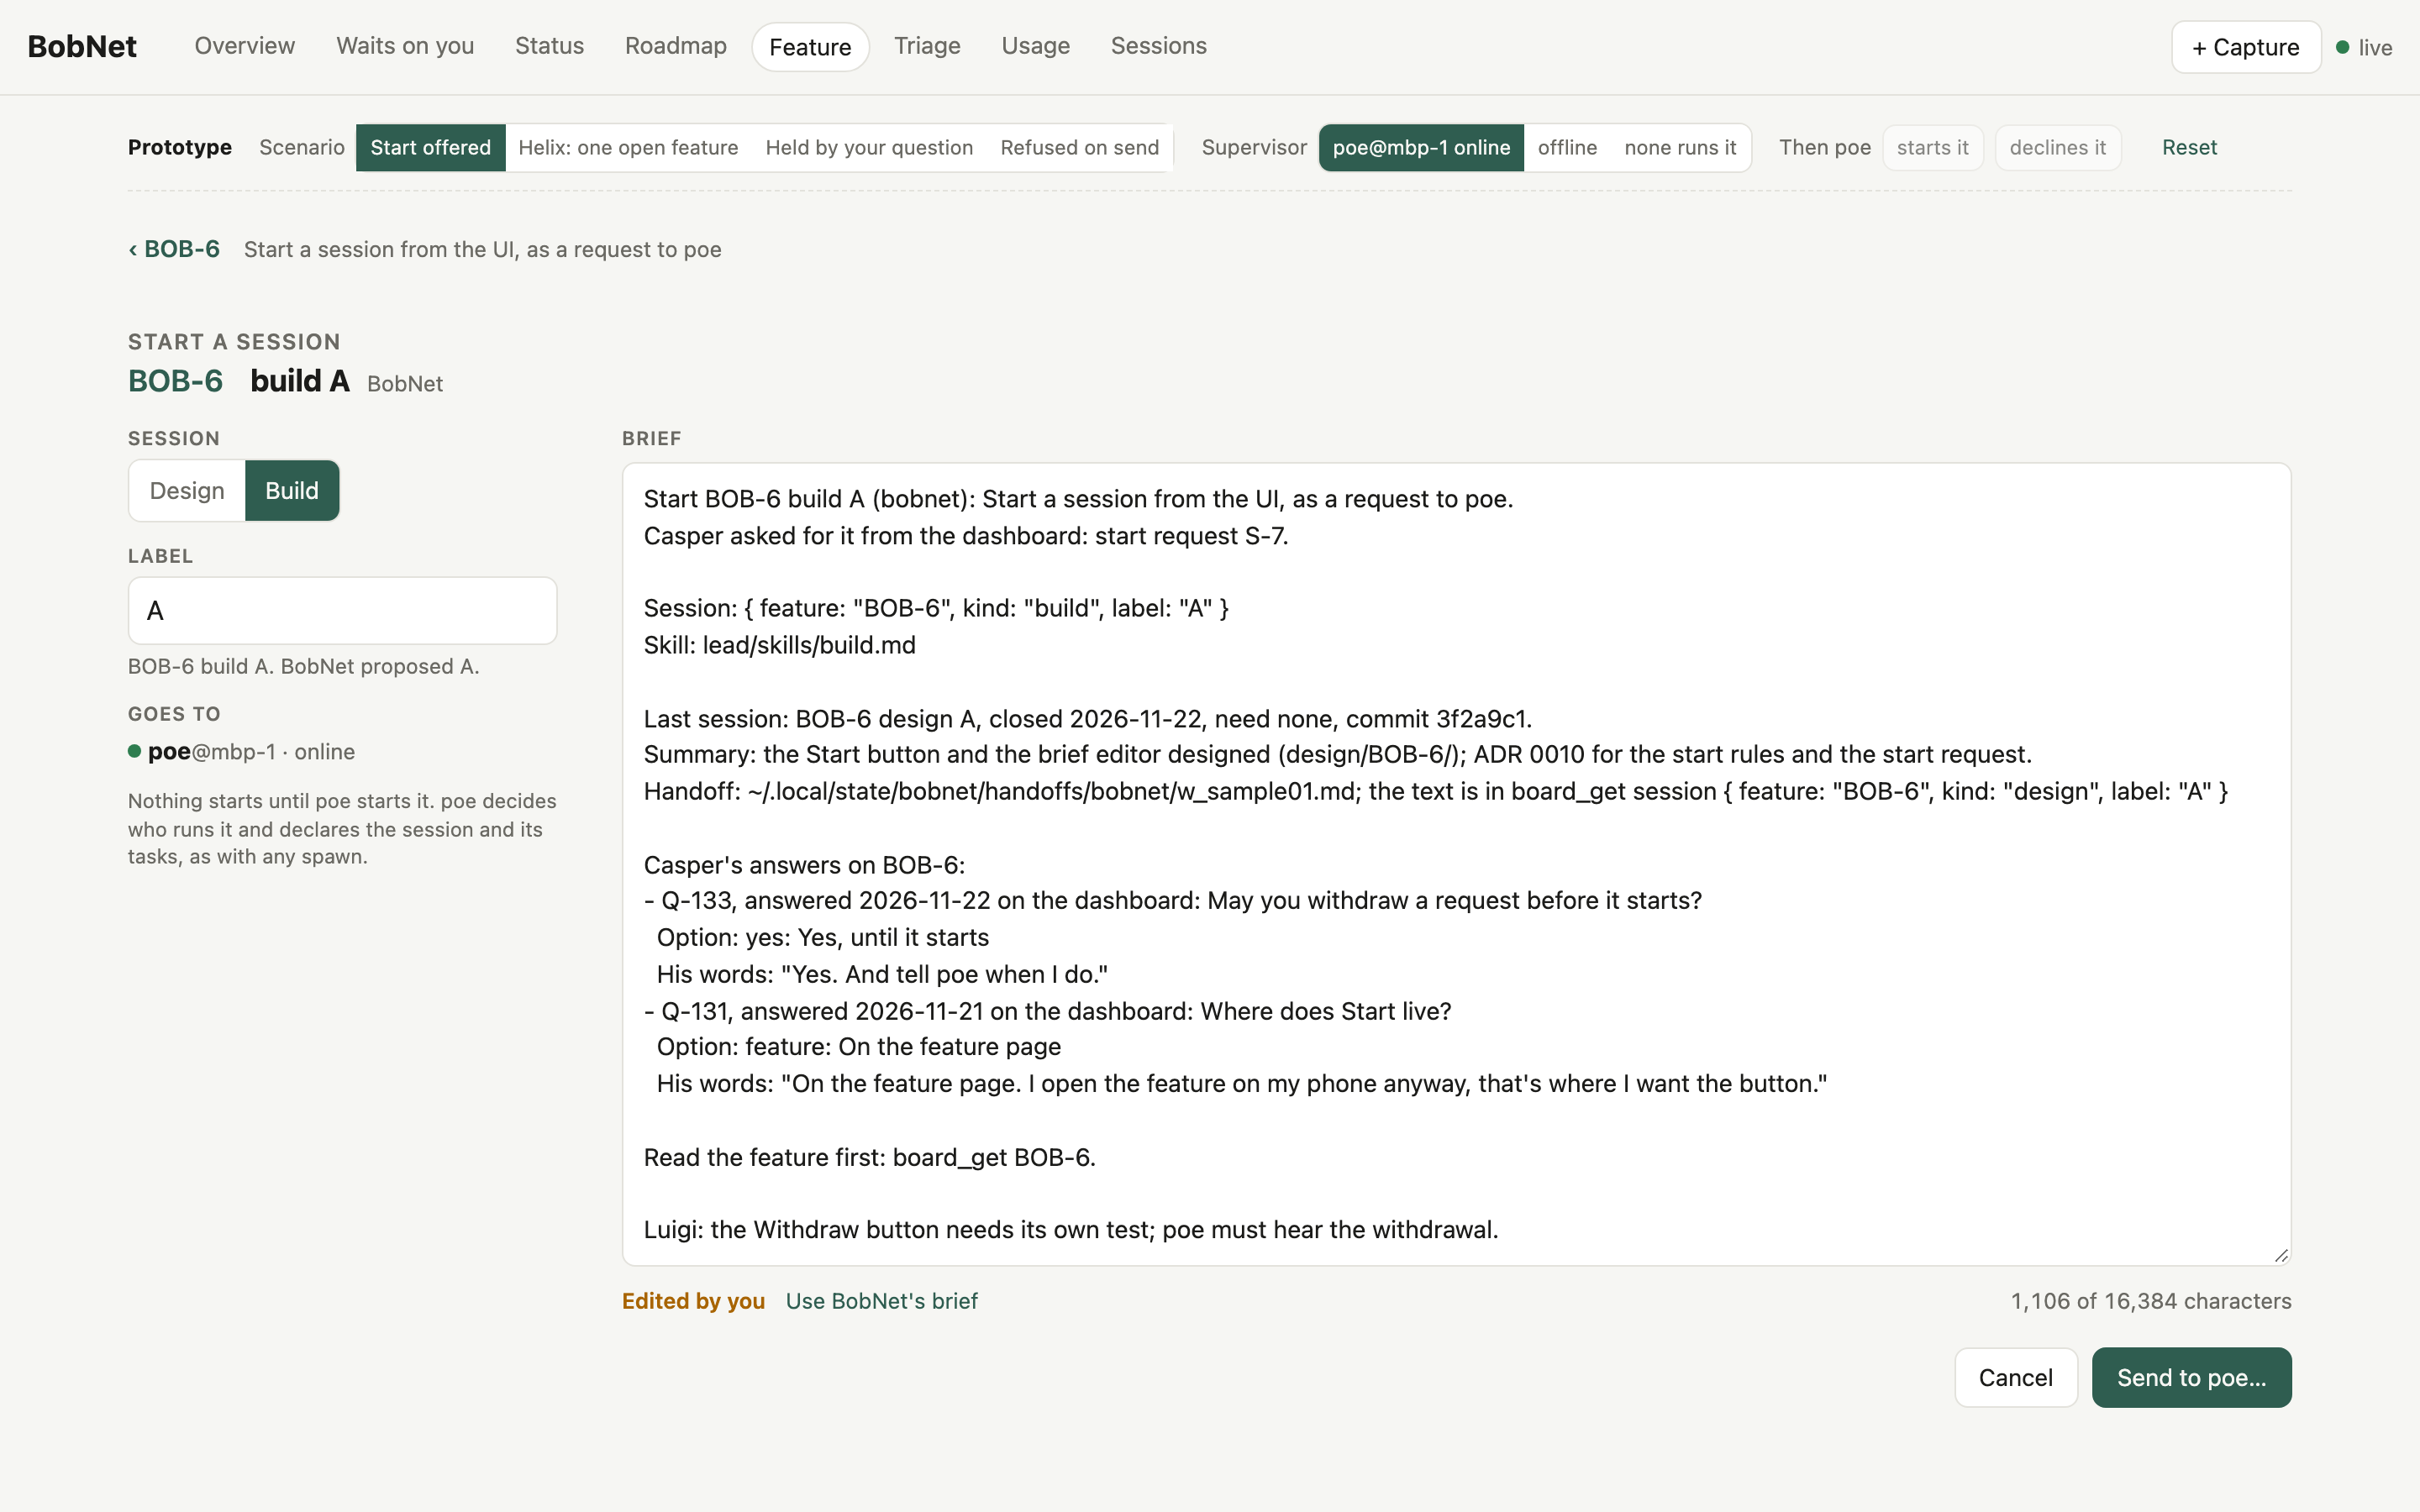 BobNet Overview Waits on you Status Roadmap Feature Triage Usage Sessions + Capture live
Prototype Scenario Start offered Helix: one open feature Held by your question Refused on send Supervisor poe@mbp-1 online offline none runs it Then poe starts it declines it Reset
‹ BOB-6 Start a session from the UI, as a request to poe
START A SESSION
BOB-6 build A BobNet
SESSION
Design Build
LABEL
A
BOB-6 build A. BobNet proposed A.
GOES TO
poe@mbp-1 · online
Nothing starts until poe starts it. poe decides
who runs it and declares the session and its
tasks, as with any spawn.
BRIEF
Start BOB-6 build A (bobnet): Start a session from the UI, as a request to poe.
Casper asked for it from the dashboard: start request S-7.
Session: { feature: "BOB-6", kind: "build", label: "A" }
Skill: lead/skills/build.md
Last session: BOB-6 design A, closed 2026-11-22, need none, commit 3f2a9c1.
Summary: the Start button and the brief editor designed (design/BOB-6/); ADR 0010 for the start rules and the start request.
Handoff: ~/.local/state/bobnet/handoffs/bobnet/w_sample01.md; the text is in board_get session { feature: "BOB-6", kind: "design", label: "A" }
Casper's answers on BOB-6:
- Q-133, answered 2026-11-22 on the dashboard: May you withdraw a request before it starts?
Option: yes: Yes, until it starts
His words: "Yes. And tell poe when I do."
- Q-131, answered 2026-11-21 on the dashboard: Where does Start live?
Option: feature: On the feature page
His words: "On the feature page. I open the feature on my phone anyway, that's where I want the button."
Read the feature first: board_get BOB-6.
Luigi: the Withdraw button needs its own test; poe must hear the withdrawal.
Edited by you Use BobNet's brief 1,106 of 16,384 characters
Cancel Send to poe...